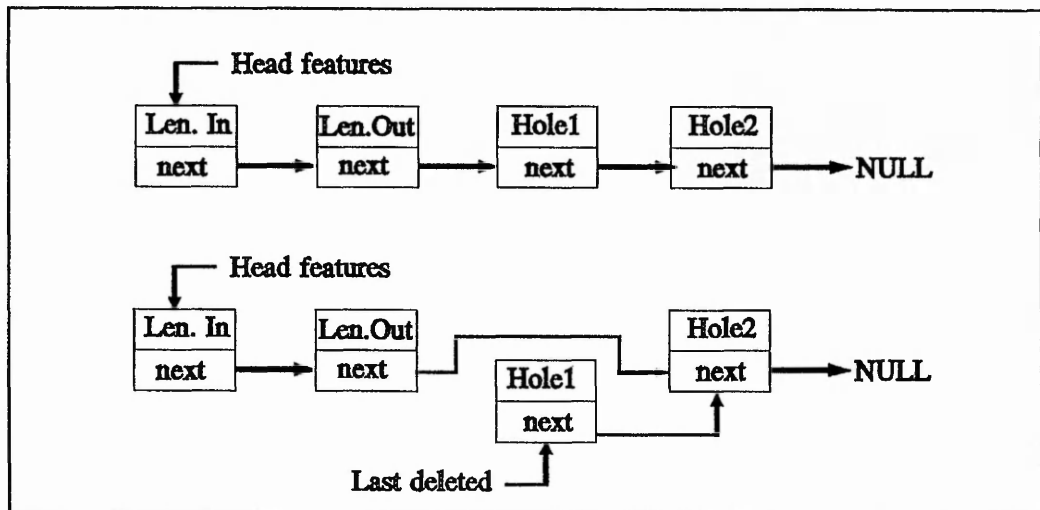 Head features
Len. In
Len.Out
Hole1
Hole2
next
next
next
next
NULL
Head features
Len. In
Len.Out
Hole2
next
next
Hole1
next
NULL
next
Last deleted